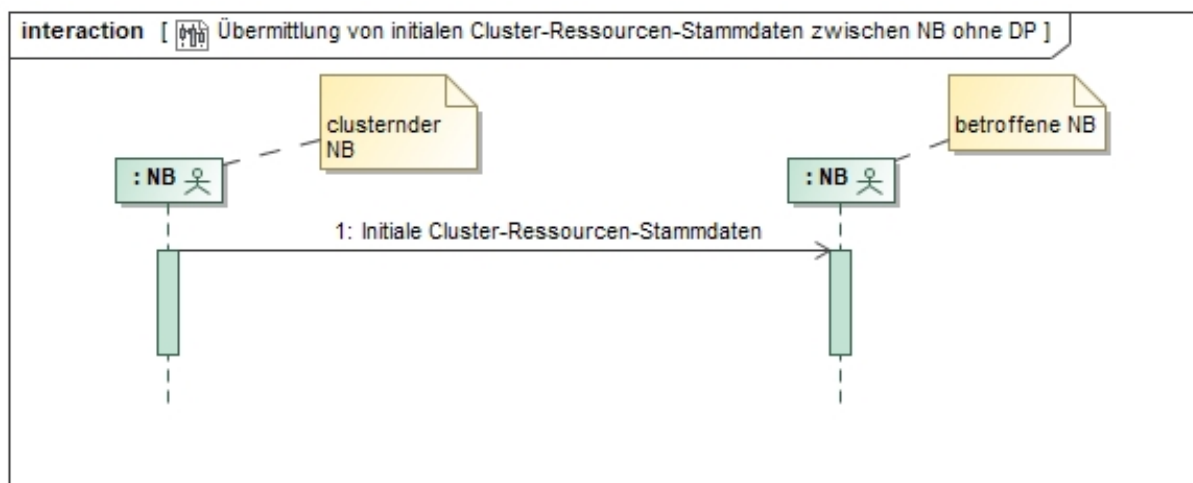 interaction [ Übermittlung von initialen Cluster-Ressourcen-Stammdaten zwischen NB ohne DP ]
clusternder
NB
betroffene NB
: NB
: NB
1: Initiale Cluster-Ressourcen-Stammdaten